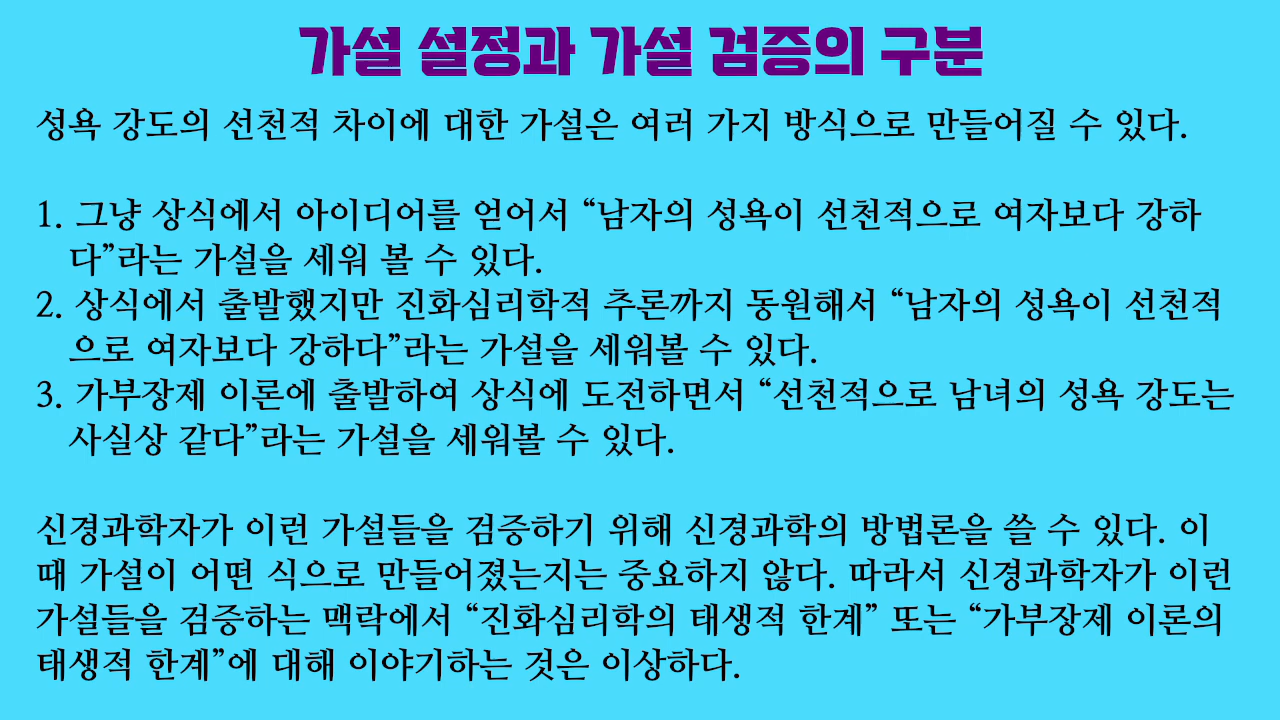 가설 설정과 가설 검증의 구분
성욕 강도의 선천적 차이에 대한 가설은 여러 가지 방식으로 만들어질 수 있다.
1. 그냥 상식에서 아이디어를 얻어서 “남자의 성욕이 선천적으로 여자보다 강하
다”라는 가설을 세워 볼 수 있다.
2. 상식에서 출발했지만 진화심리학적 추론까지 동원해서 “남자의 성욕이 선천적
으로 여자보다 강하다”라는 가설을 세워볼 수 있다.
3. 가부장제 이론에 출발하여 상식에 도전하면서 “선천적으로 남녀의 성욕 강도는
사실상 같다”라는 가설을 세워볼 수 있다.
신경과학자가 이런 가설들을 검증하기 위해 신경과학의 방법론을 쓸 수 있다. 이
때 가설이 어떤 식으로 만들어졌는지는 중요하지 않다. 따라서 신경과학자가 이런
가설들을 검증하는 맥락에서 “진화심리학의 태생적 한계” 또는 “가부장제 이론의
태생적 한계”에 대해 이야기하는 것은 이상하다.